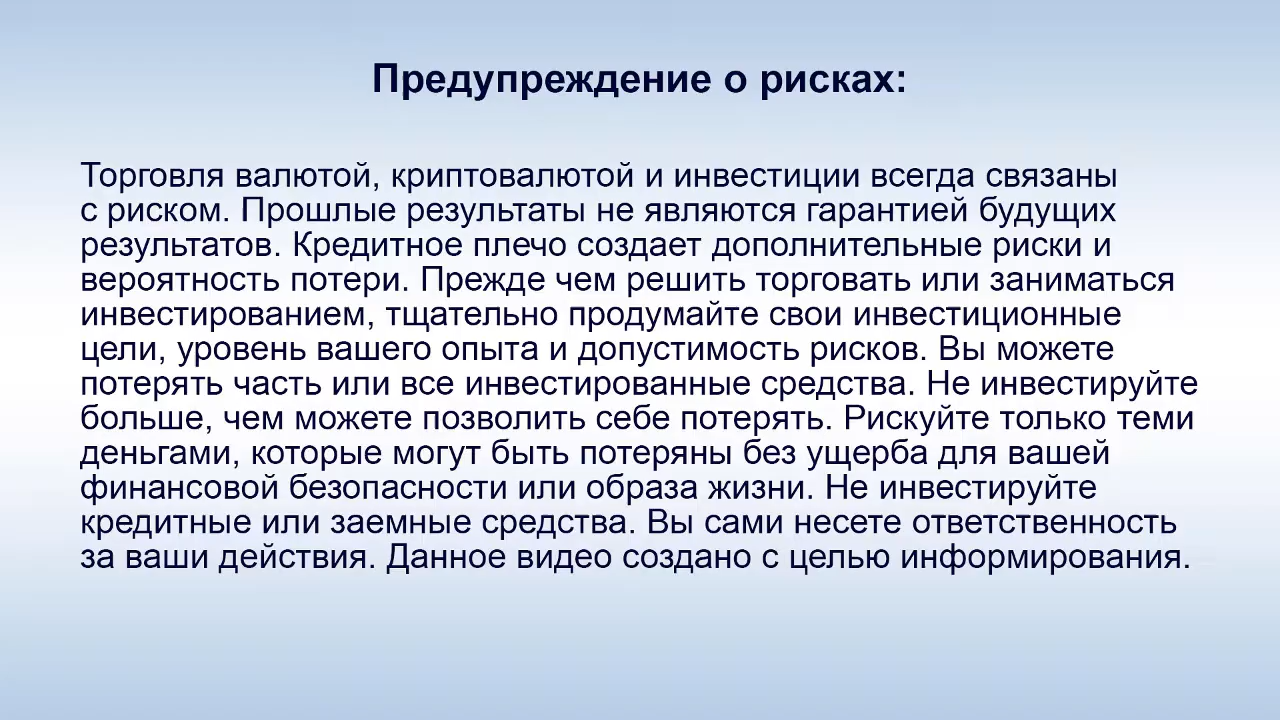 Предупреждение о рисках:
Торговля валютой, криптовалютой и инвестиции всегда связаны
с риском. Прошлые результаты не являются гарантией будущих
результатов. Кредитное плечо создает дополнительные риски и
вероятность потери. Прежде чем решить торговать или заниматься
инвестированием, тщательно продумайте свои инвестиционные
цели, уровень вашего опыта и допустимость рисков. Вы можете
потерять часть или все инвестированные средства. Не инвестируйте
больше, чем можете позволить себе потерять. Рискуйте только теми
деньгами, которые могут быть потеряны без ущерба для вашей
финансовой безопасности или образа жизни. Не инвестируйте
кредитные или заемные средства. Вы сами несете ответственность
за ваши действия. Данное видео создано с целью информирования.